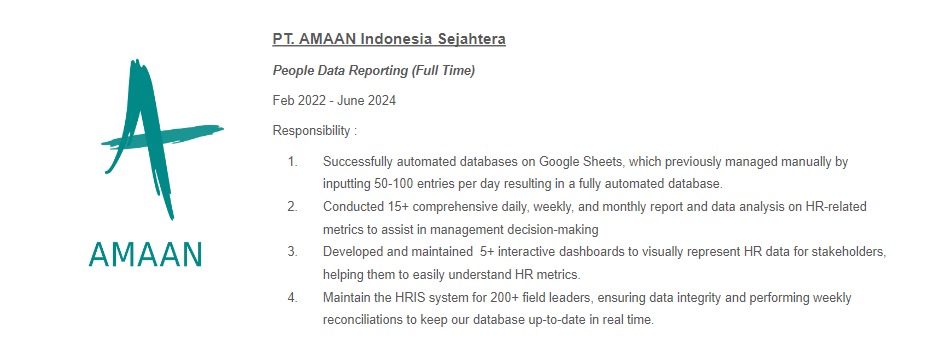 PT. AMAAN Indonesia Sejahtera
People Data Reporting (Full Time)
Feb 2022 - June 2024
Responsibility :
1. Successfully automated databases on Google Sheets, which previously managed manually by
inputting 50-100 entries per day resulting in a fully automated database.
2. Conducted 15+ comprehensive daily, weekly, and monthly report and data analysis on HR-related
metrics to assist in management decision-making
3. Developed and maintained  5+ interactive dashboards to visually represent HR data for stakeholders,
helping them to easily understand HR metrics.
4. Maintain the HRIS system for 200+ field leaders, ensuring data integrity and performing weekly
reconciliations to keep our database up-to-date in real time.
AMAAN